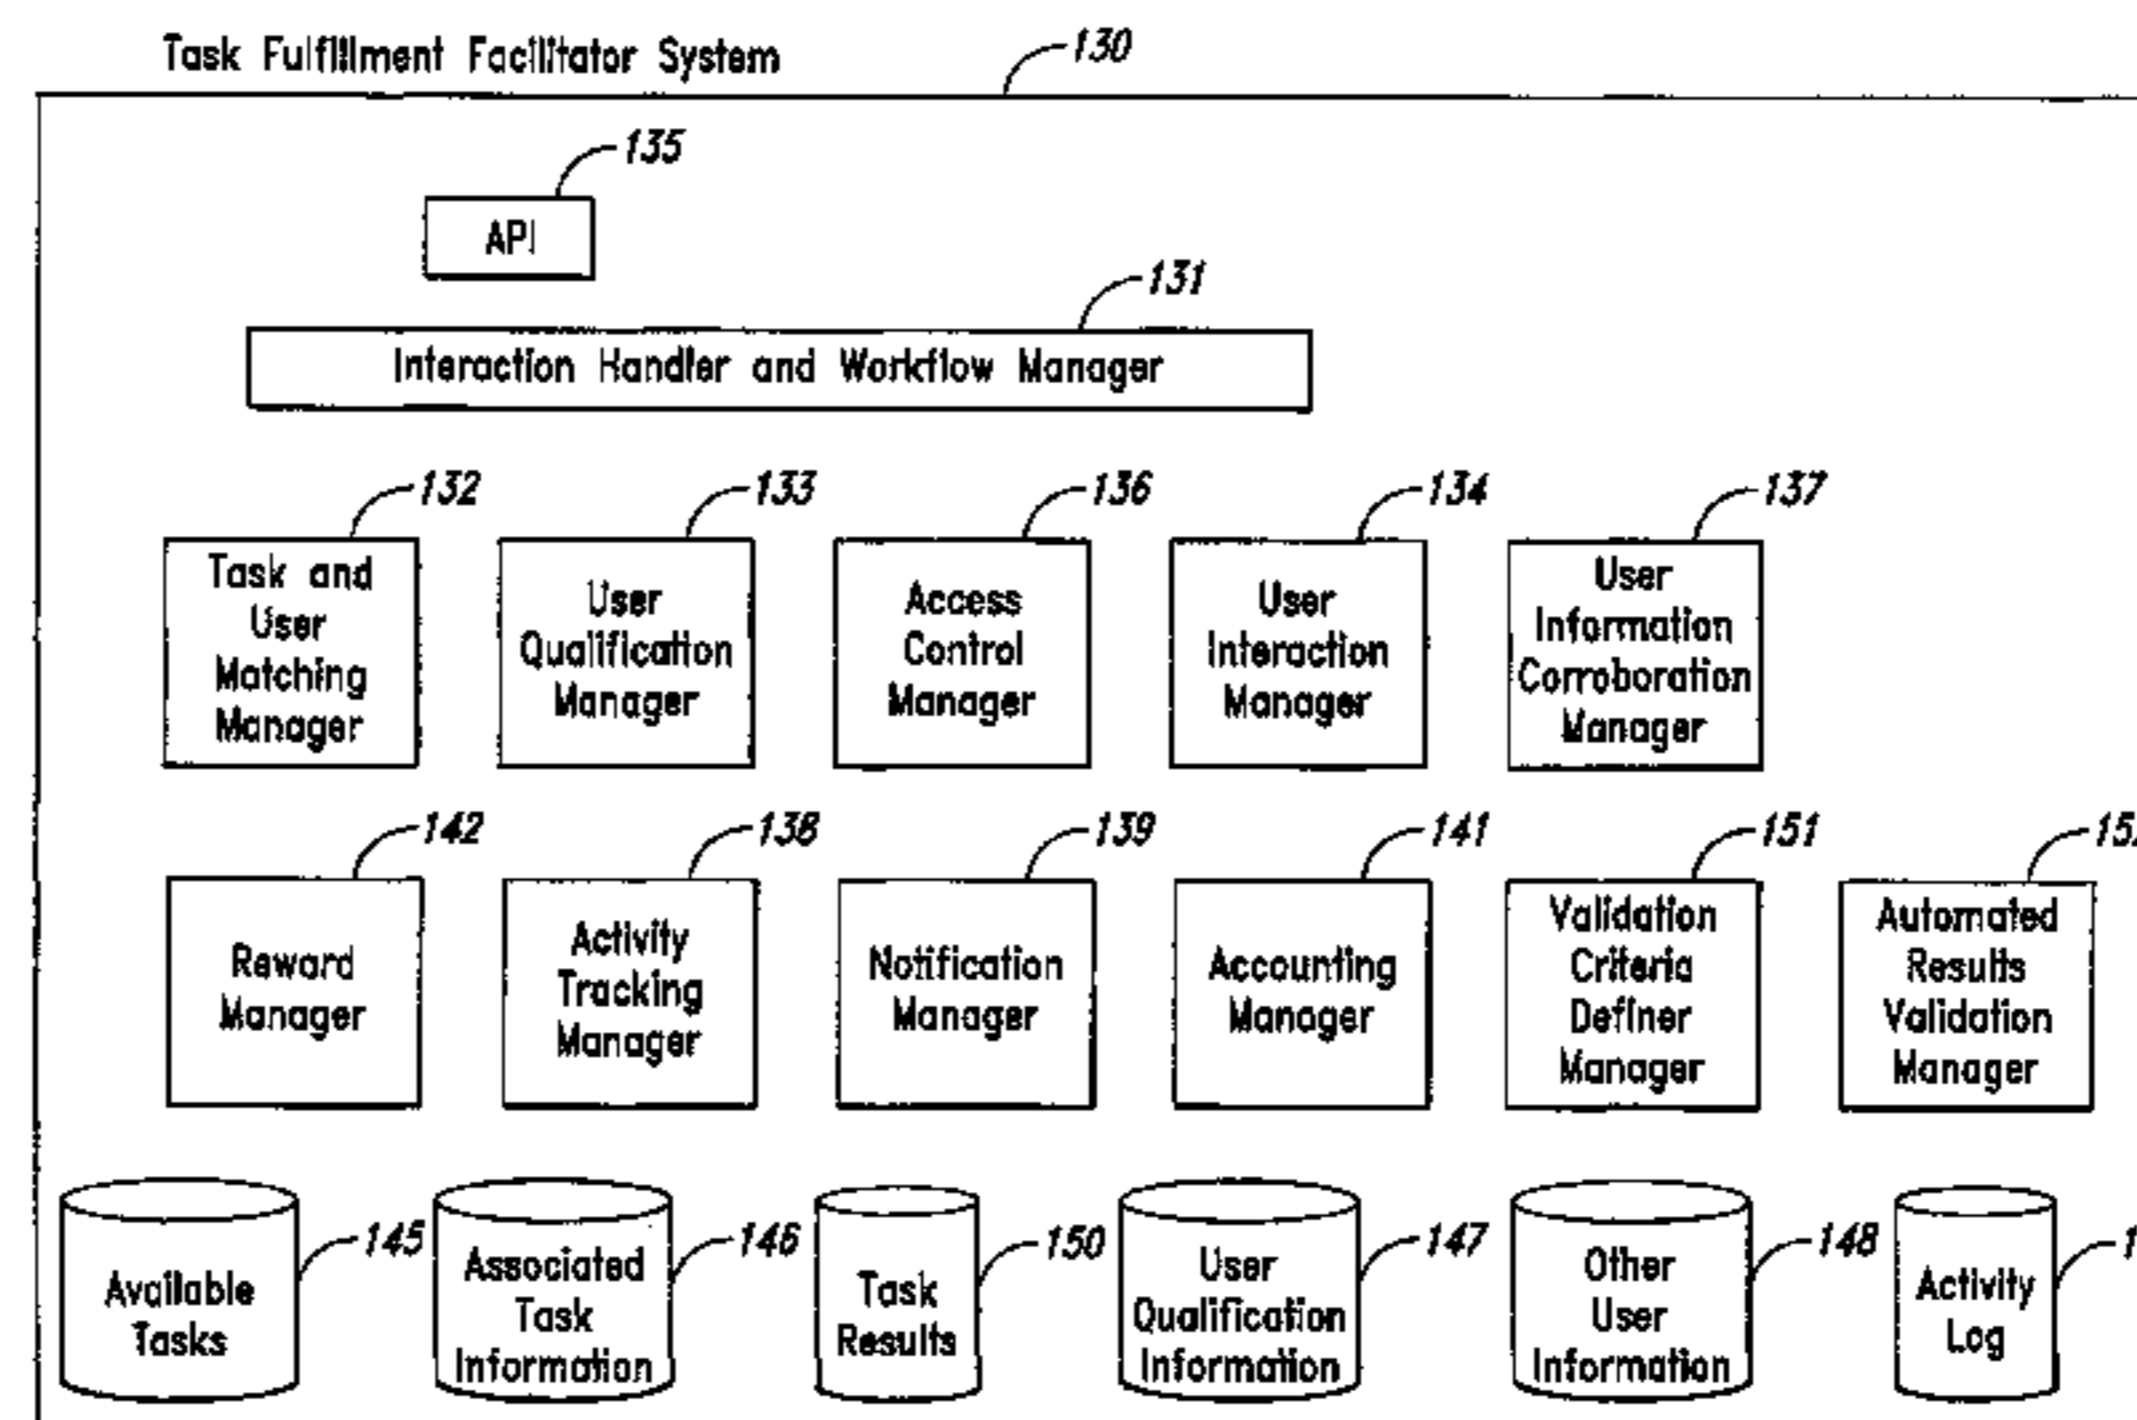 Task Fulfillment Facilitator System
130
135
API
131
Interaction Handler and Workflow Manager
132
133
136
134
137
Task and
User
Matching
Manager
User
Qualification
Manager
Access
Control
Manager
User
Interaction
Manager
User
Information
Corroboration
Manager
142
138
139
141
151
Reward
Manager
Activity
Tracking
Manager
Notification
Manager
Accounting
Manager
Validation
Criteria
Definer
Manager
Automated
Results
Validation
Manager
145
146
150
147
148
Available
Tasks
Associated
Task
Information
Task
Results
User
Qualification
Information
Other
User
Information
Activity
Log